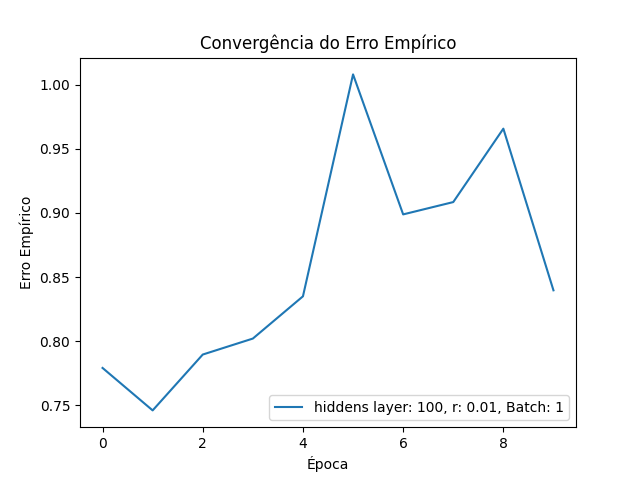 Convergência do Erro Empírico
1.00
0.95
0.90
0.85
0.80
0.75
Erro Empírico
hiddens layer: 100, r: 0.01, Batch: 1
0 2 4 6 8
Época